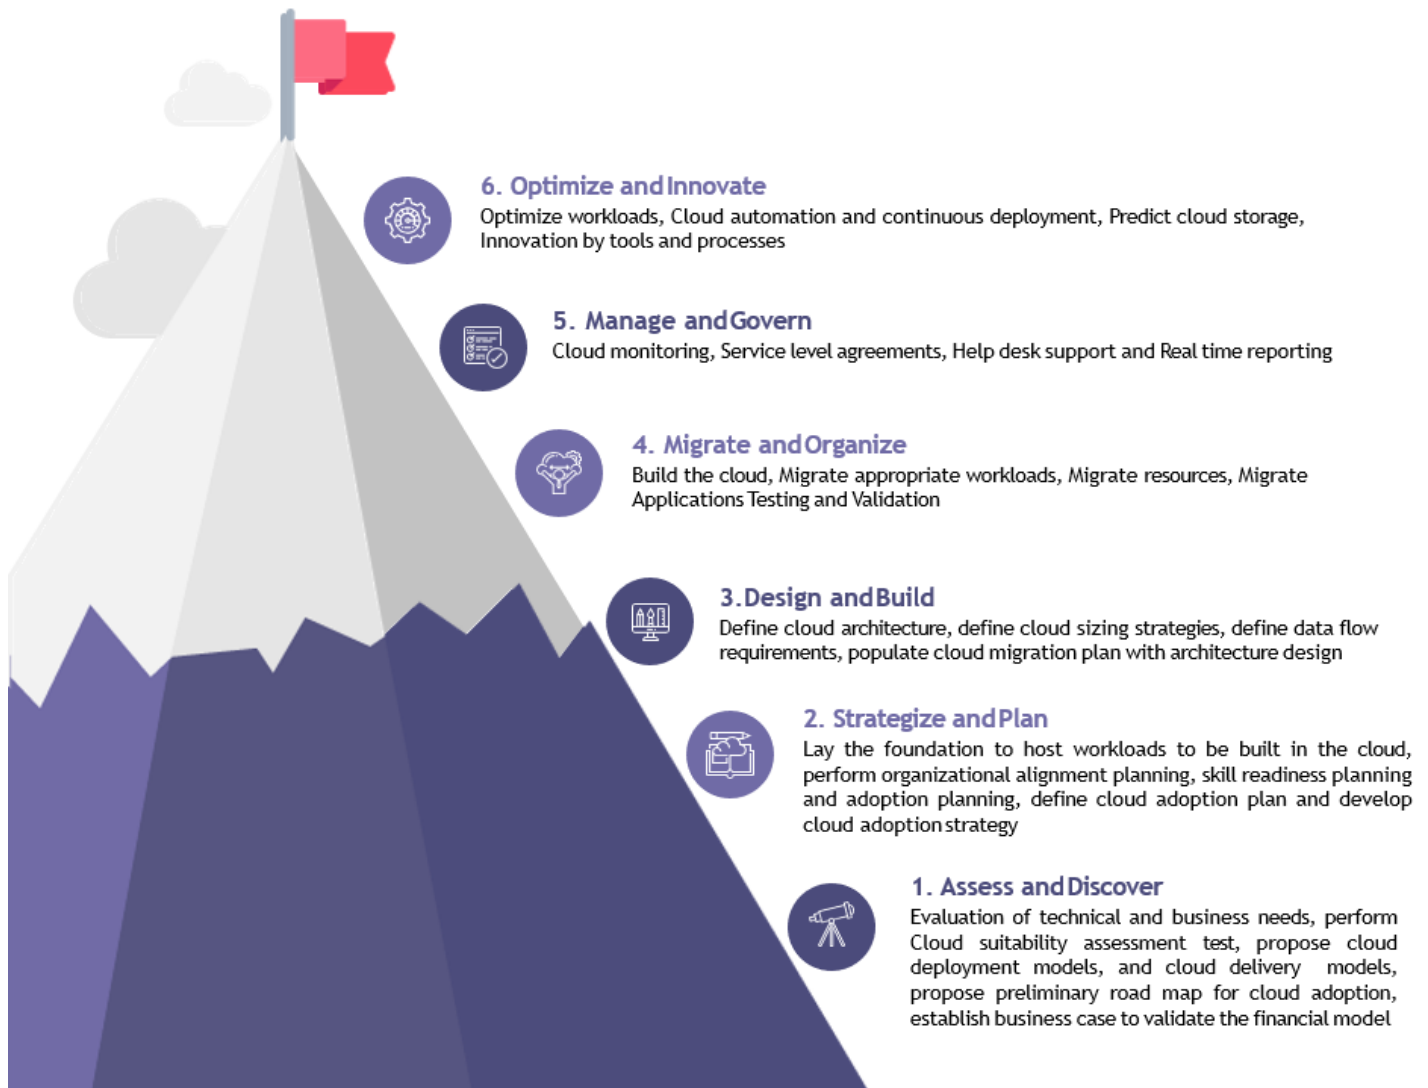 6. Optimize and Innovate
Optimize workloads, Cloud automation and continuous deployment, Predict cloud storage,
Innovation by tools and processes
5. Manage and Govern
Cloud monitoring, Service level agreements, Help desk support and Real time reporting
4. Migrate and Organize
Build the cloud, Migrate appropriate workloads, Migrate resources, Migrate
Applications Testing and Validation
3.Design and Build
Define cloud architecture, define cloud sizing strategies, define data flow
requirements, populate cloud migration plan with architecture design
2. Strategize and Plan
Lay the foundation to host workloads to be built in the cloud,
perform organizational alignment planning, skill readiness planning
and adoption planning, define cloud adoption plan and develop
cloud adoption strategy
1. Assess and Discover
Evaluation of technical and business needs, perform
Cloud suitability assessment test, propose cloud
deployment models, and cloud delivery models,
propose preliminary road map for cloud adoption,
establish business case to validate the financial model